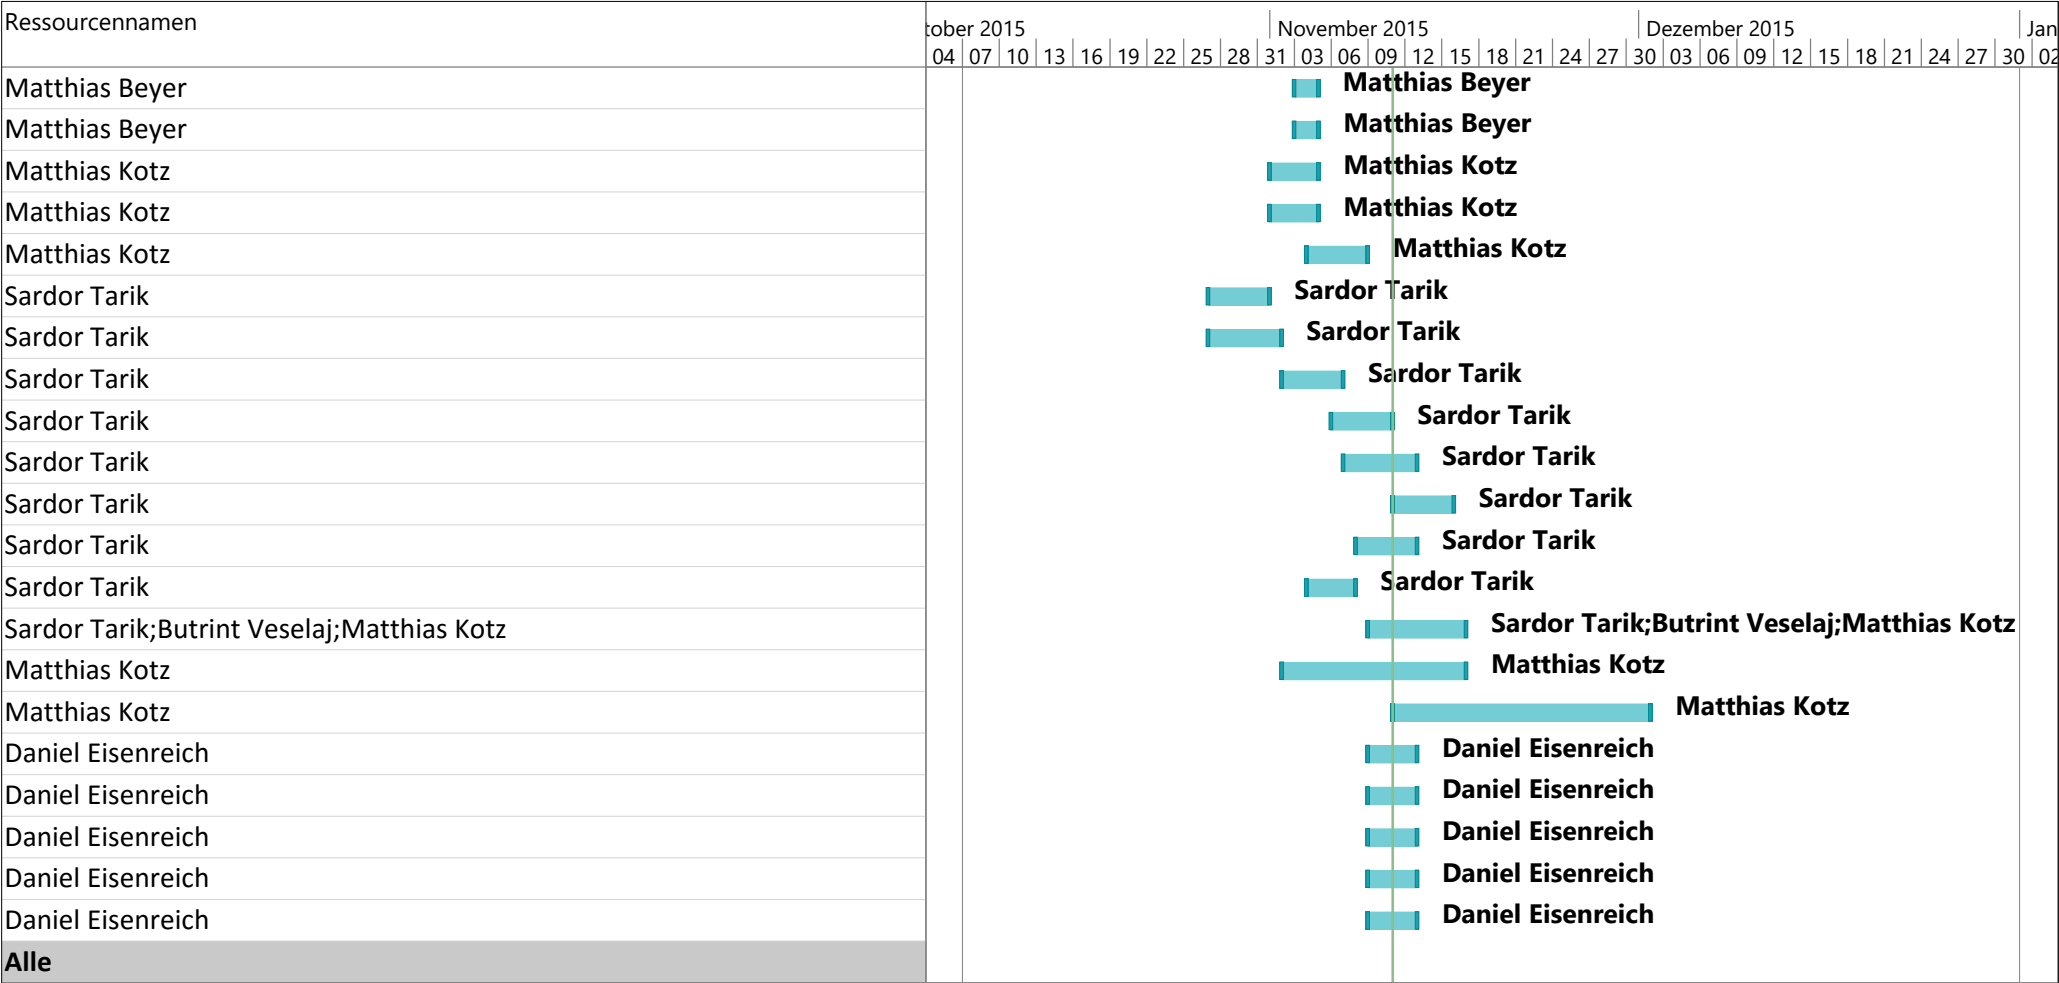 Ressourcennamen
tober 2015 November 2015 Dezember 2015 Jan
04 07 10 13 16 19 22 25 28 31 03 06 09 12 15 18 21 24 27 30 03 06 09 12 15 18 21 24 27 30 02
Matthias Beyer Matthias Beyer
Matthias Beyer Matthias Beyer
Matthias Kotz Matthias Kotz
Matthias Kotz Matthias Kotz
Matthias Kotz Matthias Kotz
Sardor Tarik Sardor Tarik
Sardor Tarik Sardor Tarik
Sardor Tarik Sardor Tarik
Sardor Tarik Sardor Tarik
Sardor Tarik Sardor Tarik
Sardor Tarik Sardor Tarik
Sardor Tarik Sardor Tarik
Sardor Tarik Sardor Tarik
Sardor Tarik;Butrint Veselaj;Matthias Kotz Sardor Tarik;Butrint Veselaj;Matthias Kotz
Matthias Kotz Matthias Kotz
Matthias Kotz Matthias Kotz
Daniel Eisenreich Daniel Eisenreich
Daniel Eisenreich Daniel Eisenreich
Daniel Eisenreich Daniel Eisenreich
Daniel Eisenreich Daniel Eisenreich
Daniel Eisenreich Daniel Eisenreich
Alle